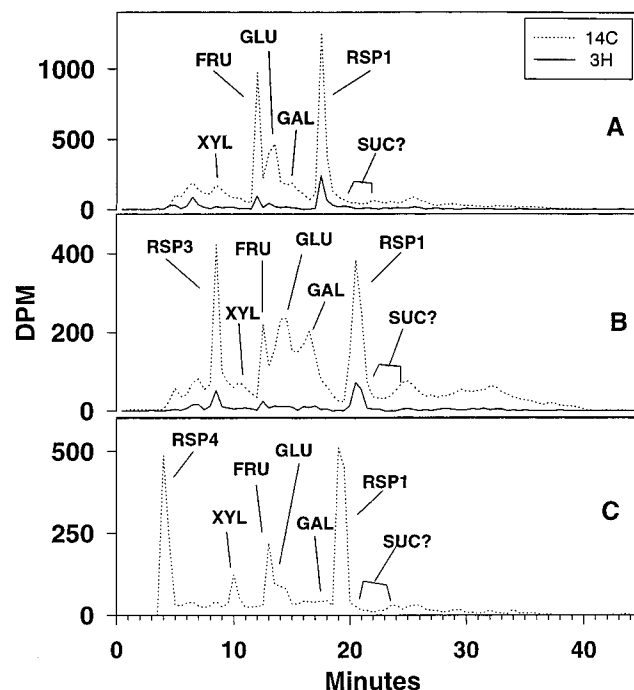 14C
3H
GLU
FRU
RSP1
1000
GAL
A
XYL
SUC?
500
0
GLU
RSP3
FRU
RSP1
400
XYL
GAL
SUC?
B
200
0
DPM
RSP4
GLU
500
FRU
RSP1
C
XYL
GAL
SUC?
250
0
0 10 20 30 40
Minutes